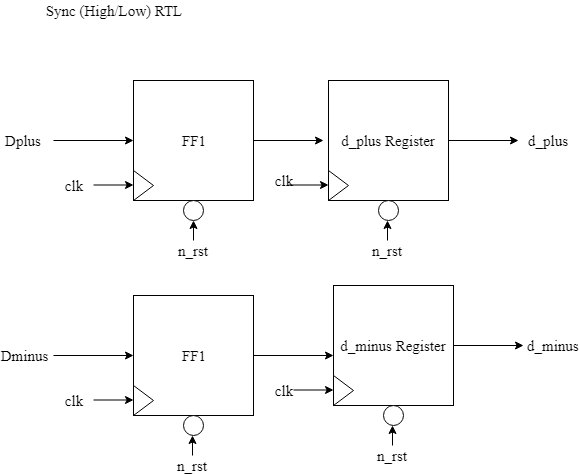 Sync (High/Low) RTL
Dplus
FF1
d_plus Register
d_plus
clk
clk
n_rst
n_rst
Dminus
FF1
d_minus Register
d_minus
clk
clk
n_rst
n_rst